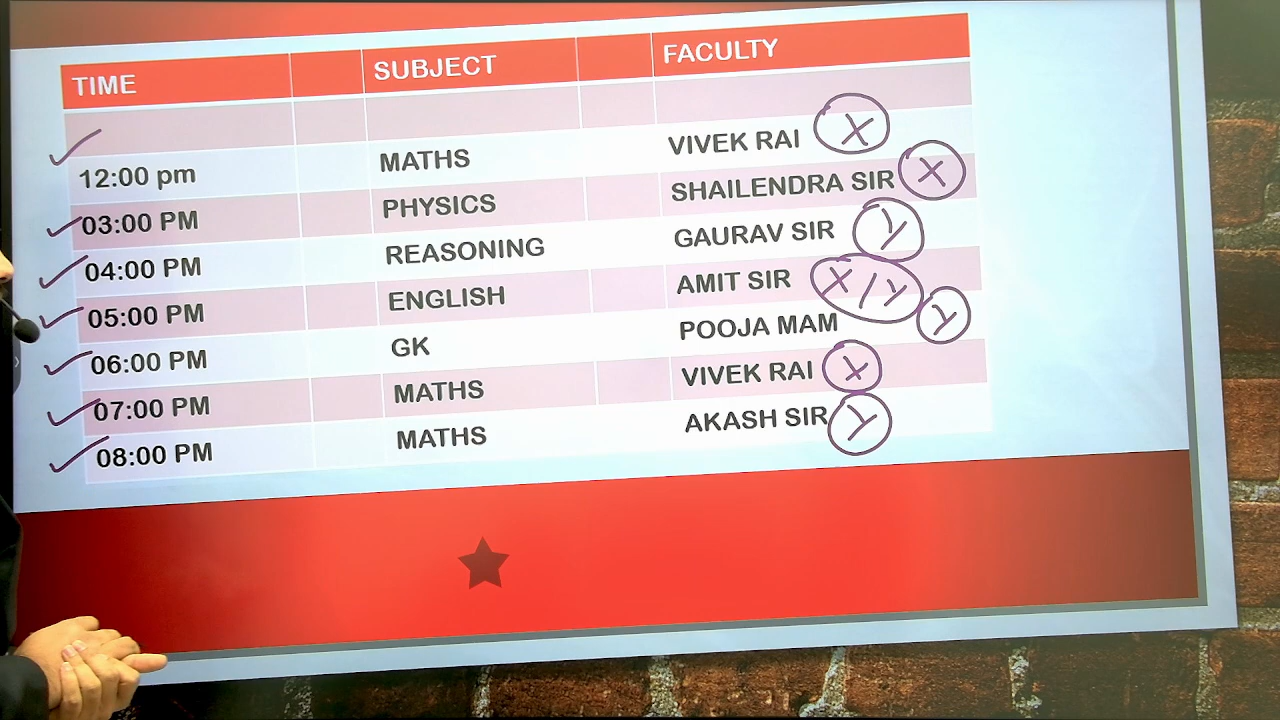 TIME SUBJECT FACULTY
12:00 pm MATHS VIVEK RAI X
03:00 PM PHYSICS SHAILENDRA SIR X
04:00 PM REASONING GAURAV SIR Y
05:00 PM ENGLISH AMIT SIR X/Y
06:00 PM GK POOJA MAM Y
07:00 PM MATHS VIVEK RAI X
08:00 PM MATHS AKASH SIR Y